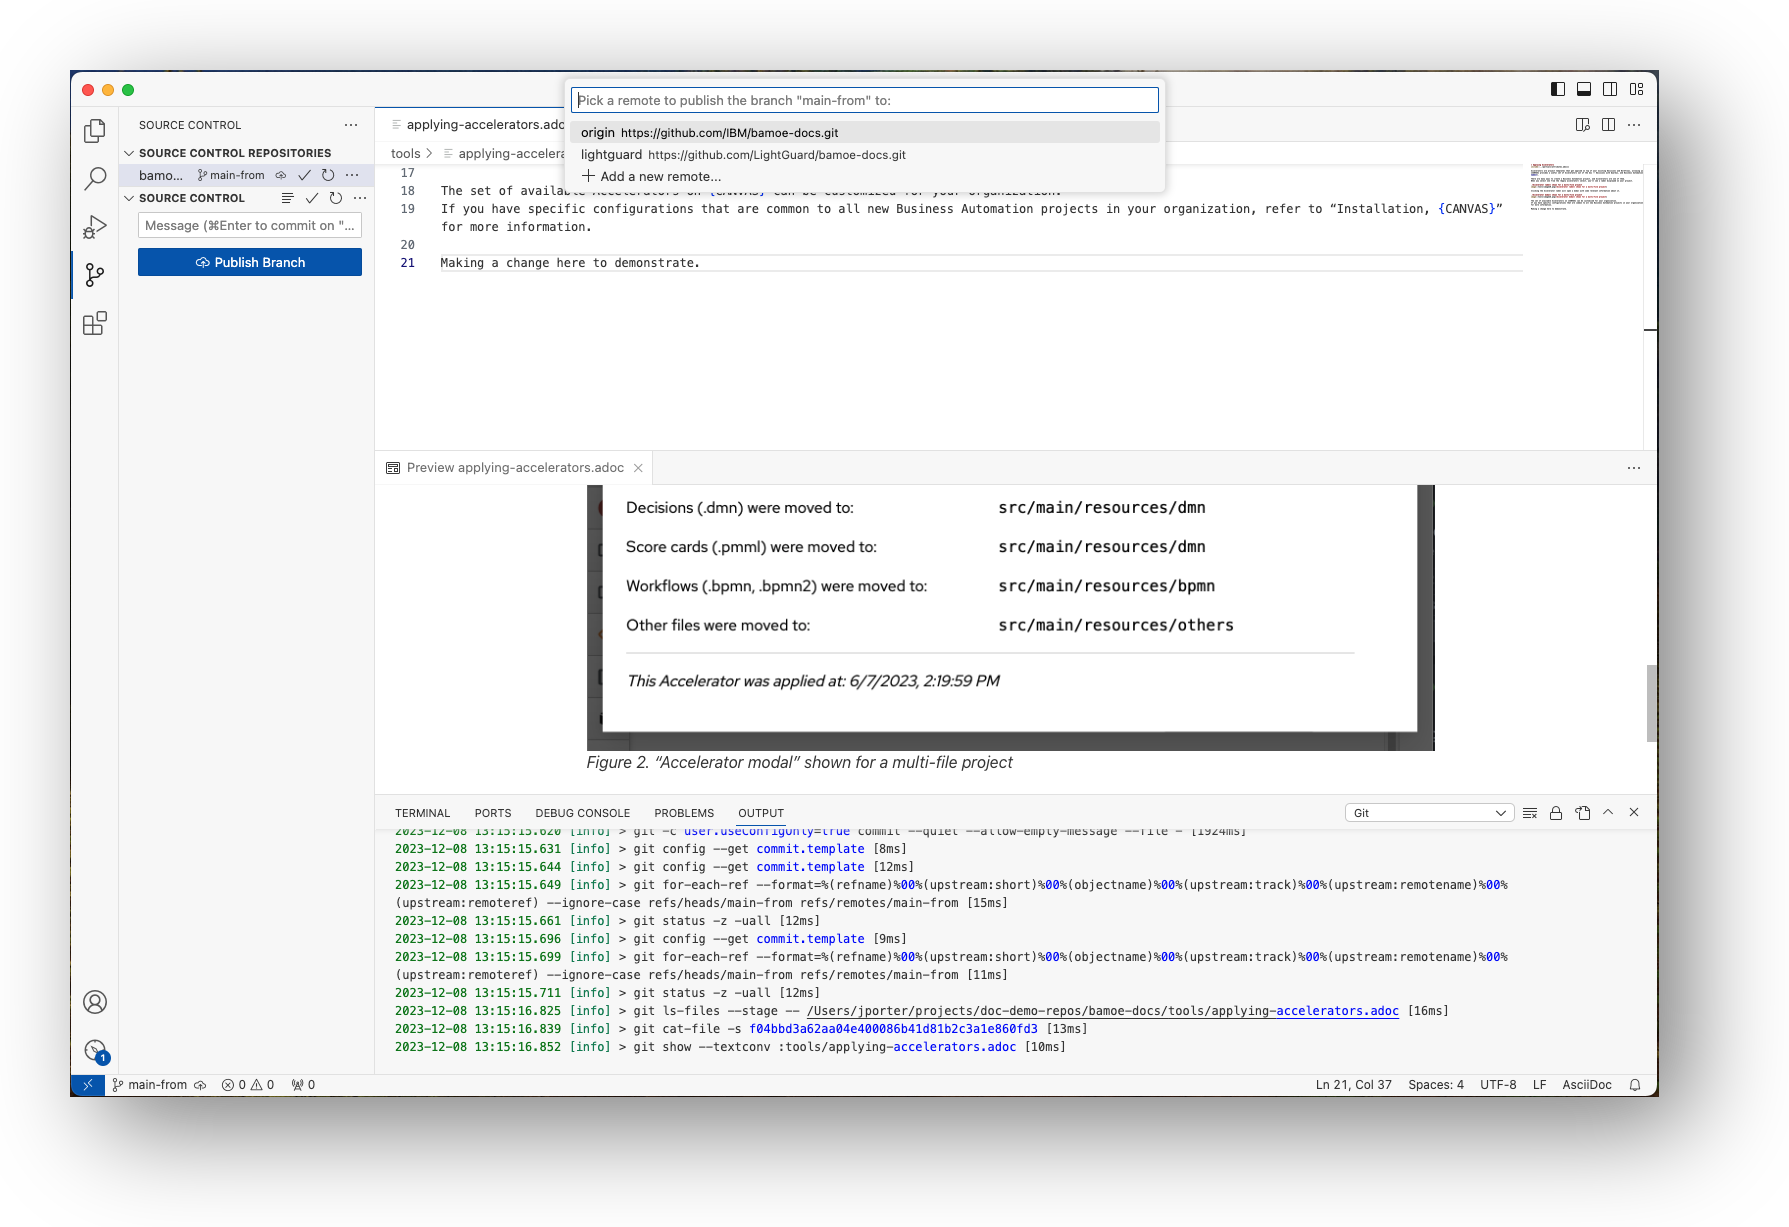 Pick a remote to publish the branch "main-from" to:
origin https://github.com/IBM/bamoe-docs.git
lightguard https://github.com/LightGuard/bamoe-docs.git
Add a new remote...
SOURCE CONTROL
SOURCE CONTROL REPOSITORIES
bamo... main-from
SOURCE CONTROL
Message (⌘Enter to commit on "...
Publish Branch
applying-accelerators.adoc
tools > applying-accelera
17
18 The set of available Accelerators on {CANVAS} can be customized for your organization.
19 If you have specific configurations that are common to all new Business Automation projects in your organization, refer to “Installation, {CANVAS}”
for more information.
20
21 Making a change here to demonstrate.
Preview applying-accelerators.adoc
Decisions (.dmn) were moved to: src/main/resources/dmn
Score cards (.pmml) were moved to: src/main/resources/dmn
Workflows (.bpmn, .bpmn2) were moved to: src/main/resources/bpmn
Other files were moved to: src/main/resources/others
This Accelerator was applied at: 6/7/2023, 2:19:59 PM
Figure 2. “Accelerator modal” shown for a multi-file project
TERMINAL PORTS DEBUG CONSOLE PROBLEMS OUTPUT Git
2023-12-08 13:15:15.620 [info] > git -c user.useConfigOnly=true commit --quiet --allow-empty-message --file - [1924ms]
2023-12-08 13:15:15.631 [info] > git config --get commit.template [8ms]
2023-12-08 13:15:15.644 [info] > git config --get commit.template [12ms]
2023-12-08 13:15:15.649 [info] > git for-each-ref --format=%(refname)%00%(upstream:short)%00%(objectname)%00%(upstream:track)%00%(upstream:remotename)%00%
(upstream:remoteref) --ignore-case refs/heads/main-from refs/remotes/main-from [15ms]
2023-12-08 13:15:15.661 [info] > git status -z -uall [12ms]
2023-12-08 13:15:15.696 [info] > git config --get commit.template [9ms]
2023-12-08 13:15:15.699 [info] > git for-each-ref --format=%(refname)%00%(upstream:short)%00%(objectname)%00%(upstream:track)%00%(upstream:remotename)%00%
(upstream:remoteref) --ignore-case refs/heads/main-from refs/remotes/main-from [11ms]
2023-12-08 13:15:15.711 [info] > git status -z -uall [12ms]
2023-12-08 13:15:16.825 [info] > git ls-files --stage -- /Users/jporter/projects/doc-demo-repos/bamoe-docs/tools/applying-accelerators.adoc [16ms]
2023-12-08 13:15:16.839 [info] > git cat-file -s f04bbd3a62aa04e400086b41d81b2c3a1e860fd3 [13ms]
2023-12-08 13:15:16.852 [info] > git show --textconv :tools/applying-accelerators.adoc [10ms]
1
main-from 0 0 0 Ln 21, Col 37 Spaces: 4 UTF-8 LF AsciiDoc